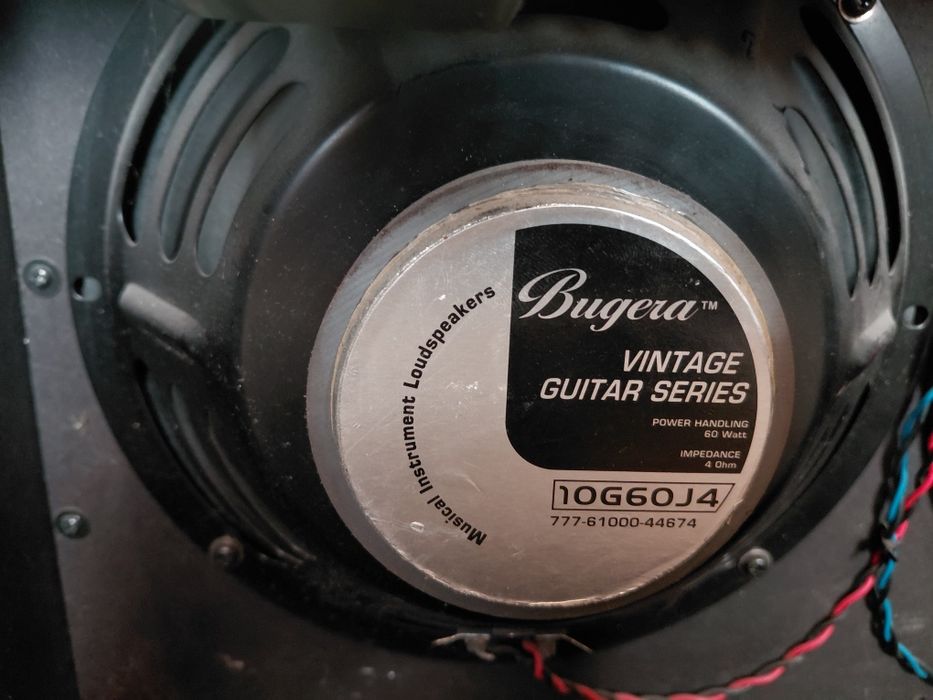 Bugera™
VINTAGE
GUITAR SERIES
POWER HANDLING
60 Watt
IMPEDANCE
4 Ohm
10G60J4
777-61000-44674
Musical Instrument Loudspeakers